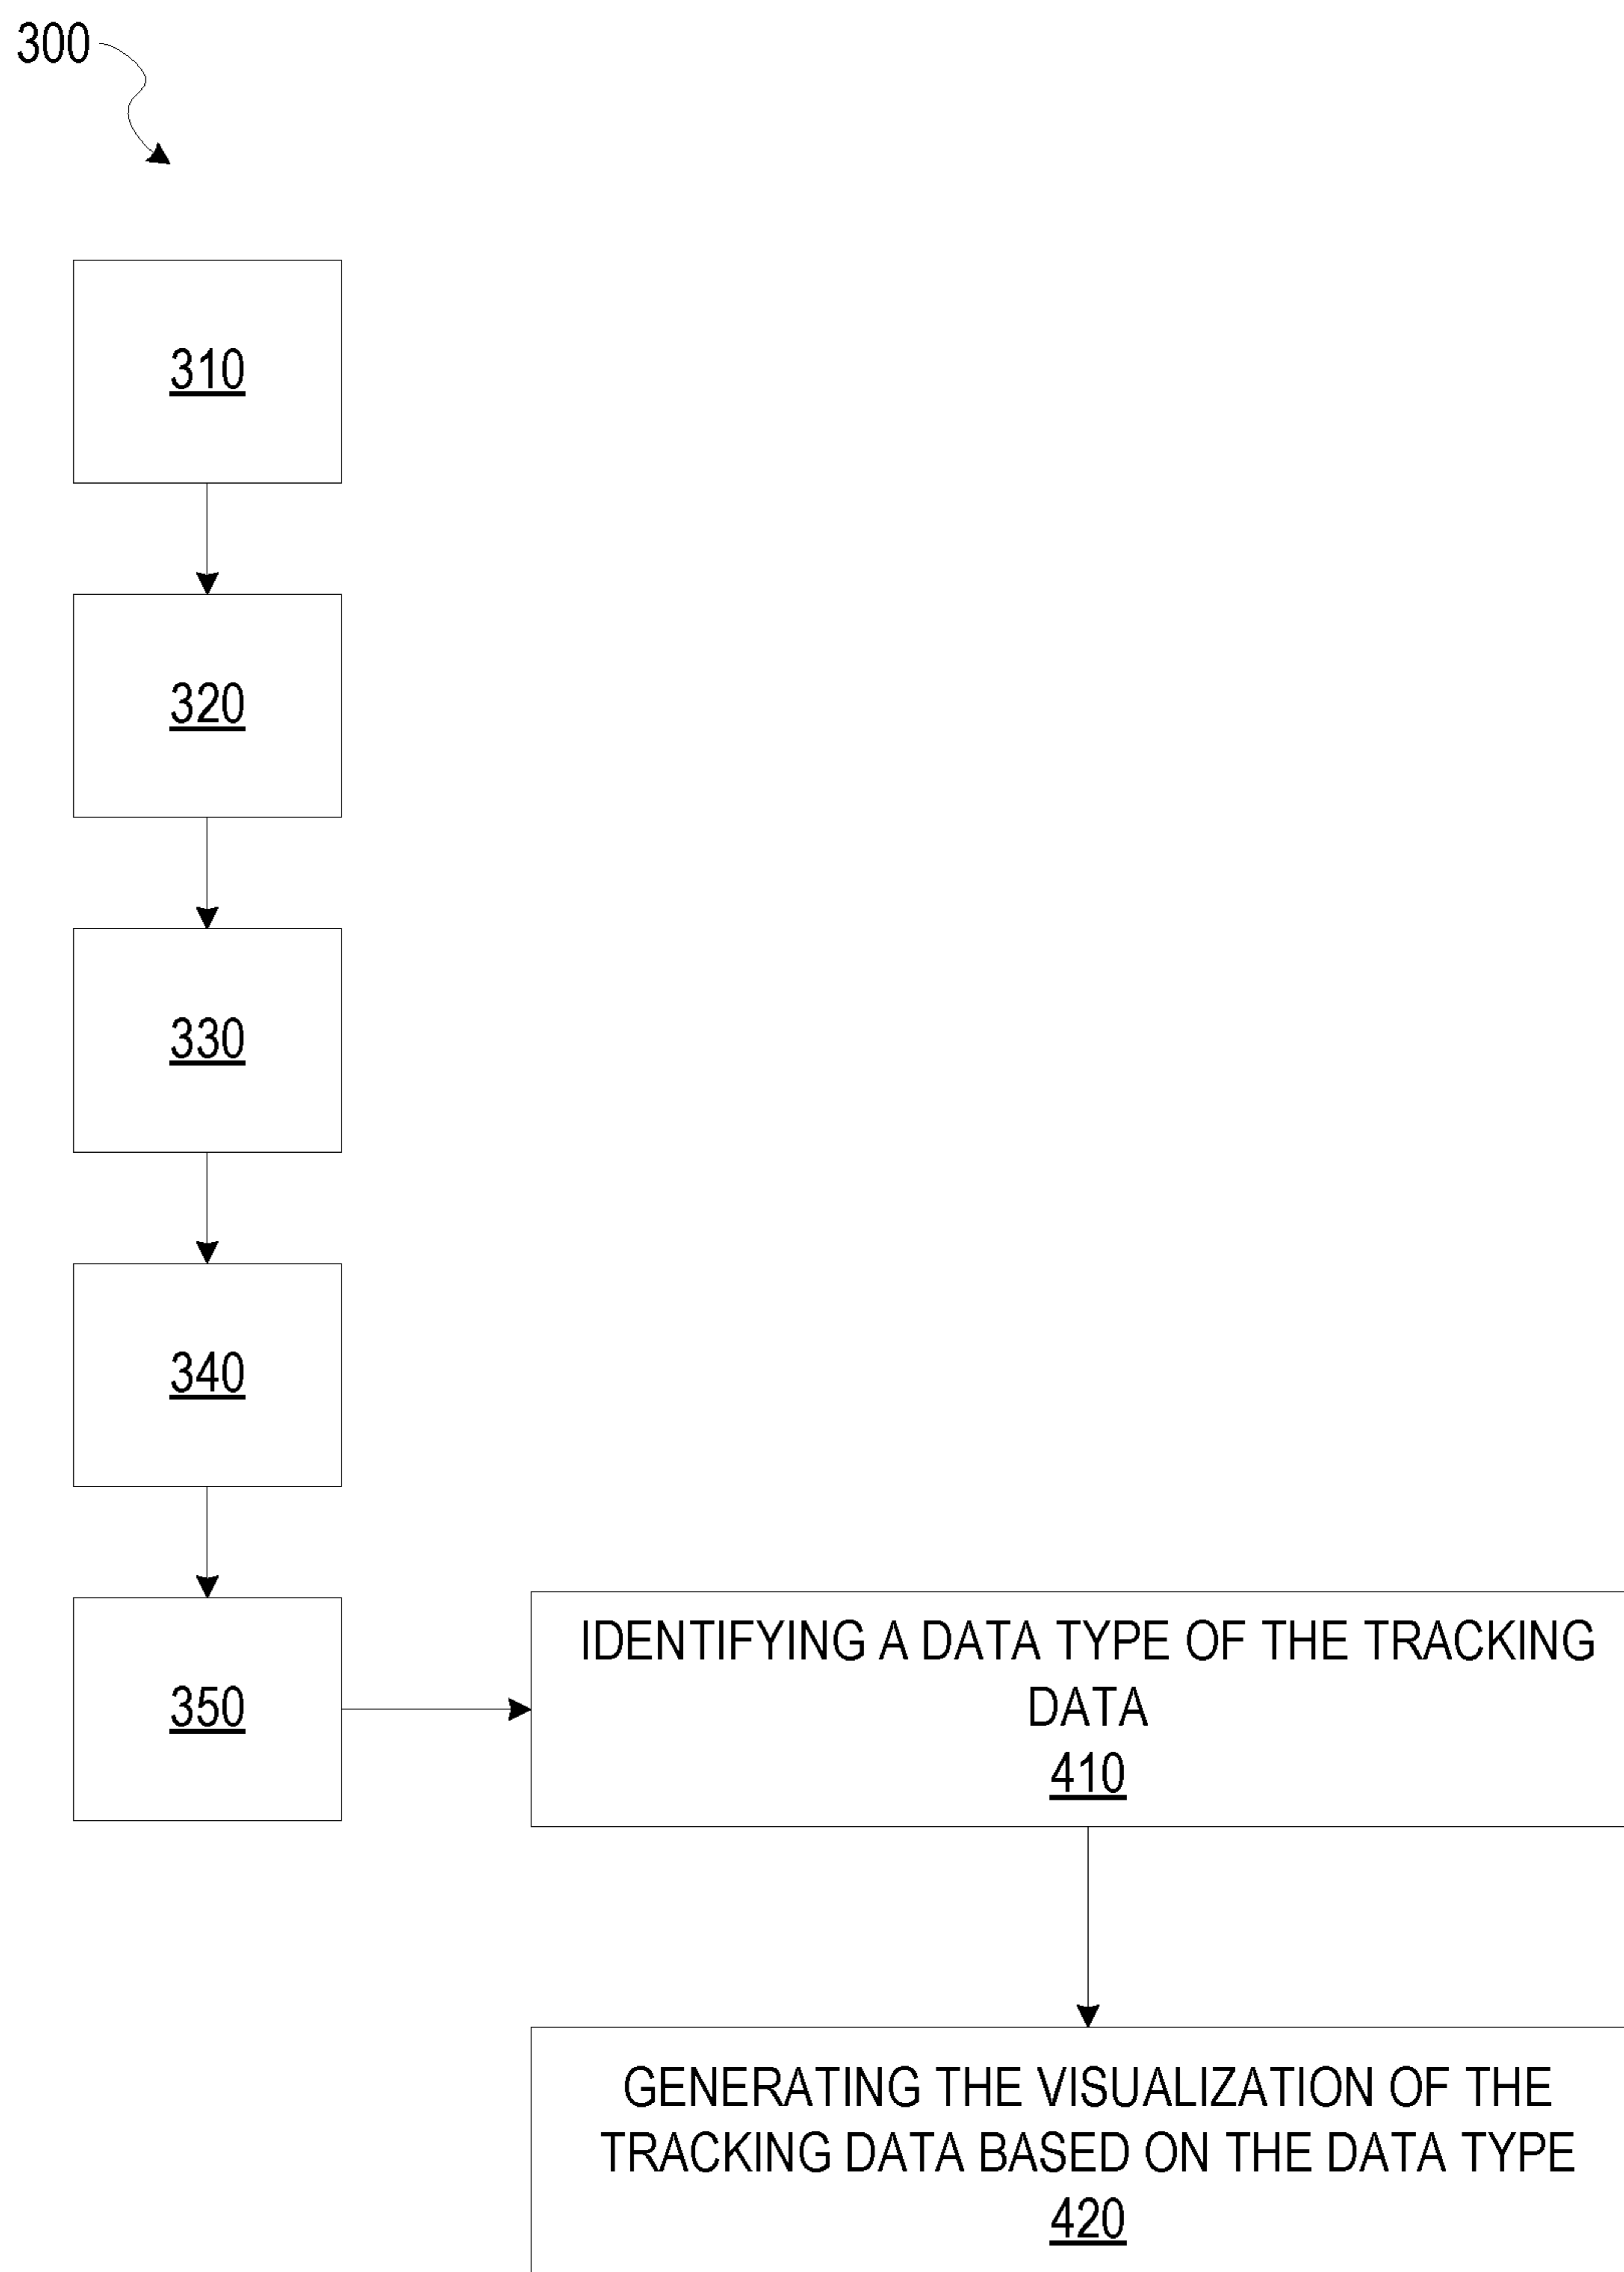 300
310
320
330
340
350
IDENTIFYING A DATA TYPE OF THE TRACKING
DATA
410
GENERATING THE VISUALIZATION OF THE
TRACKING DATA BASED ON THE DATA TYPE
420